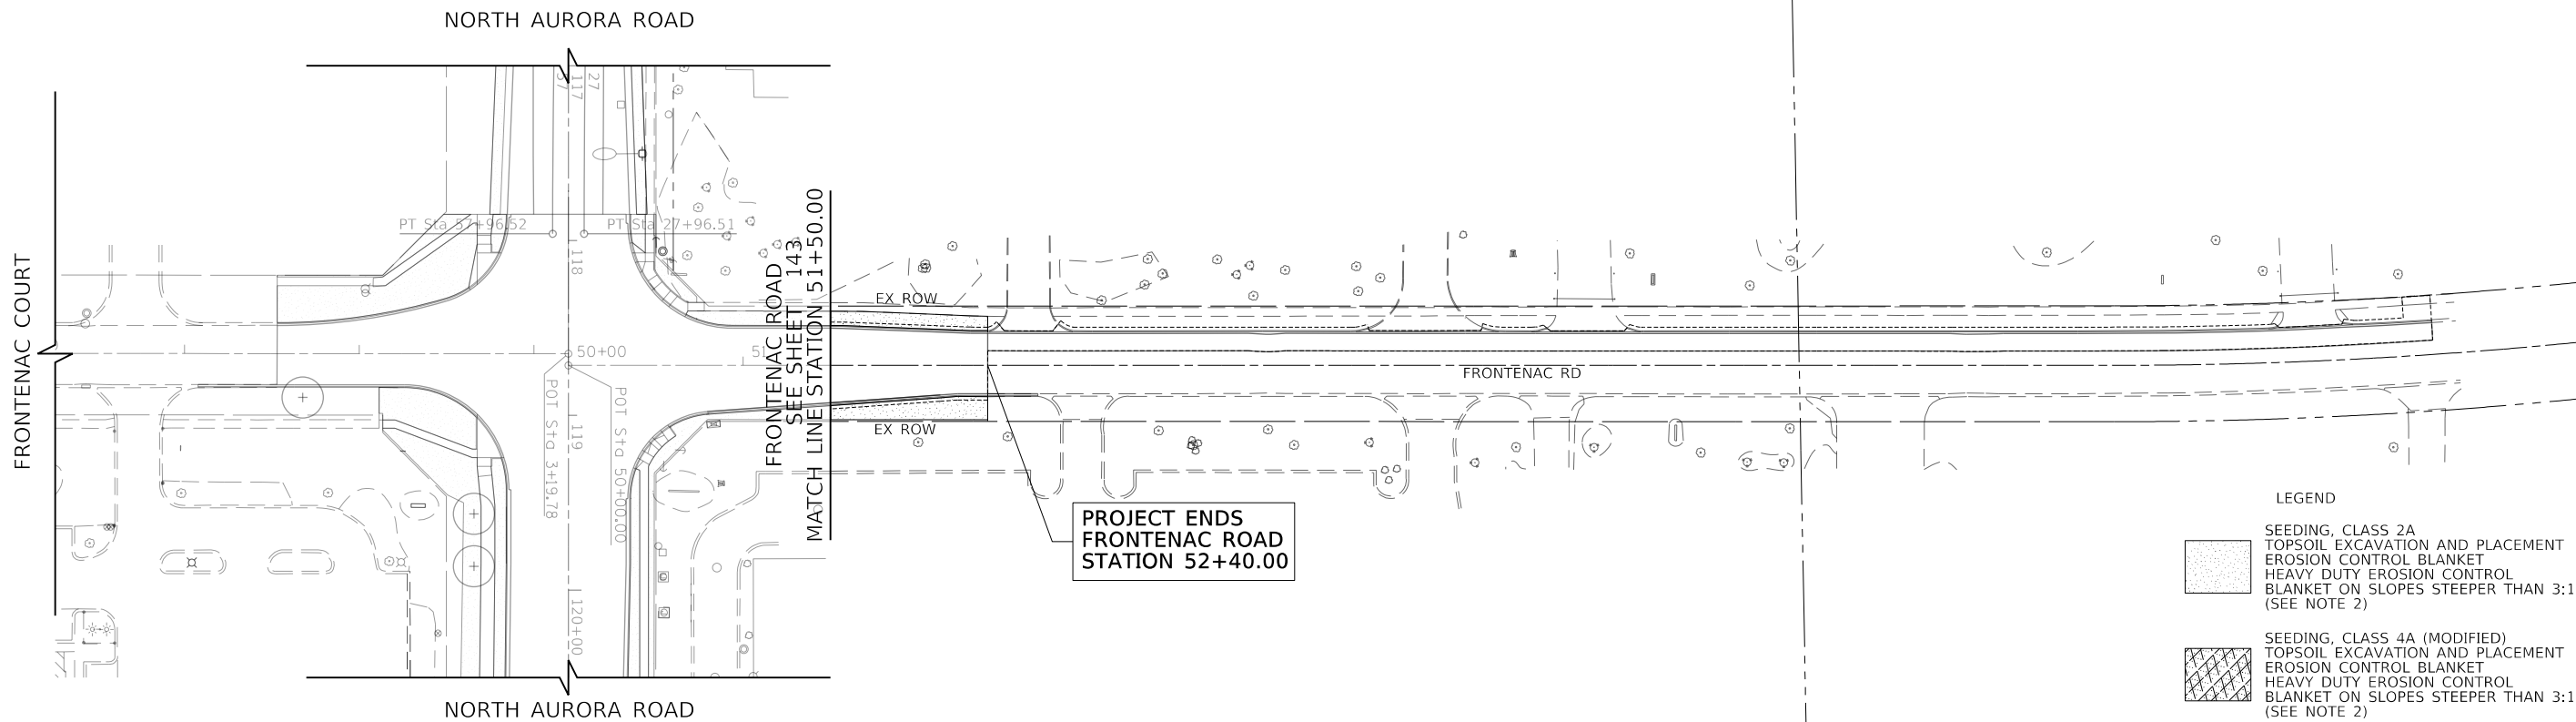 NORTH AURORA ROAD
27
117
57
PT Sta 57+96.52
PT Sta 27+96.51
118
FRONTENAC COURT
50+00
51
119
POT Sta 3+19.78
POT Sta 50+00.00
120+00
FRONTENAC ROAD
SEE SHEET 143
MATCH LINE STATION 51+50.00
EX ROW
EX ROW
FRONTENAC RD
PROJECT ENDS
FRONTENAC ROAD
STATION 52+40.00
NORTH AURORA ROAD
LEGEND
SEEDING, CLASS 2A
TOPSOIL EXCAVATION AND PLACEMENT
EROSION CONTROL BLANKET
HEAVY DUTY EROSION CONTROL
BLANKET ON SLOPES STEEPER THAN 3:1
(SEE NOTE 2)
SEEDING, CLASS 4A (MODIFIED)
TOPSOIL EXCAVATION AND PLACEMENT
EROSION CONTROL BLANKET
HEAVY DUTY EROSION CONTROL
BLANKET ON SLOPES STEEPER THAN 3:1
(SEE NOTE 2)